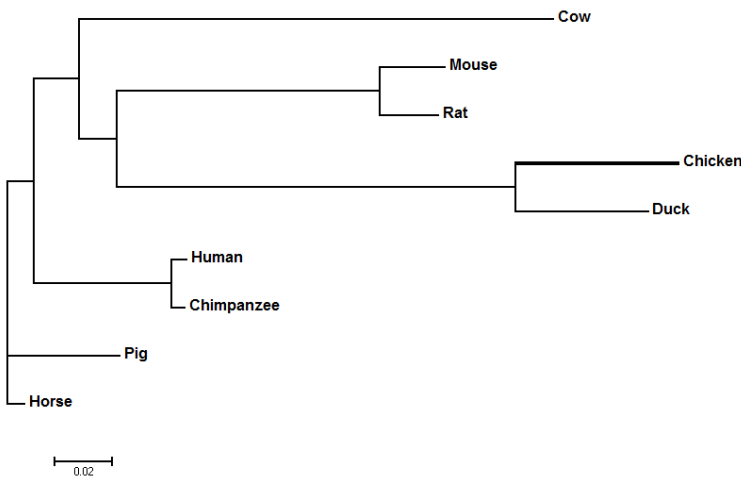 Cow
Mouse
Rat
Chicken
Duck
Human
Chimpanzee
Pig
Horse
0.02